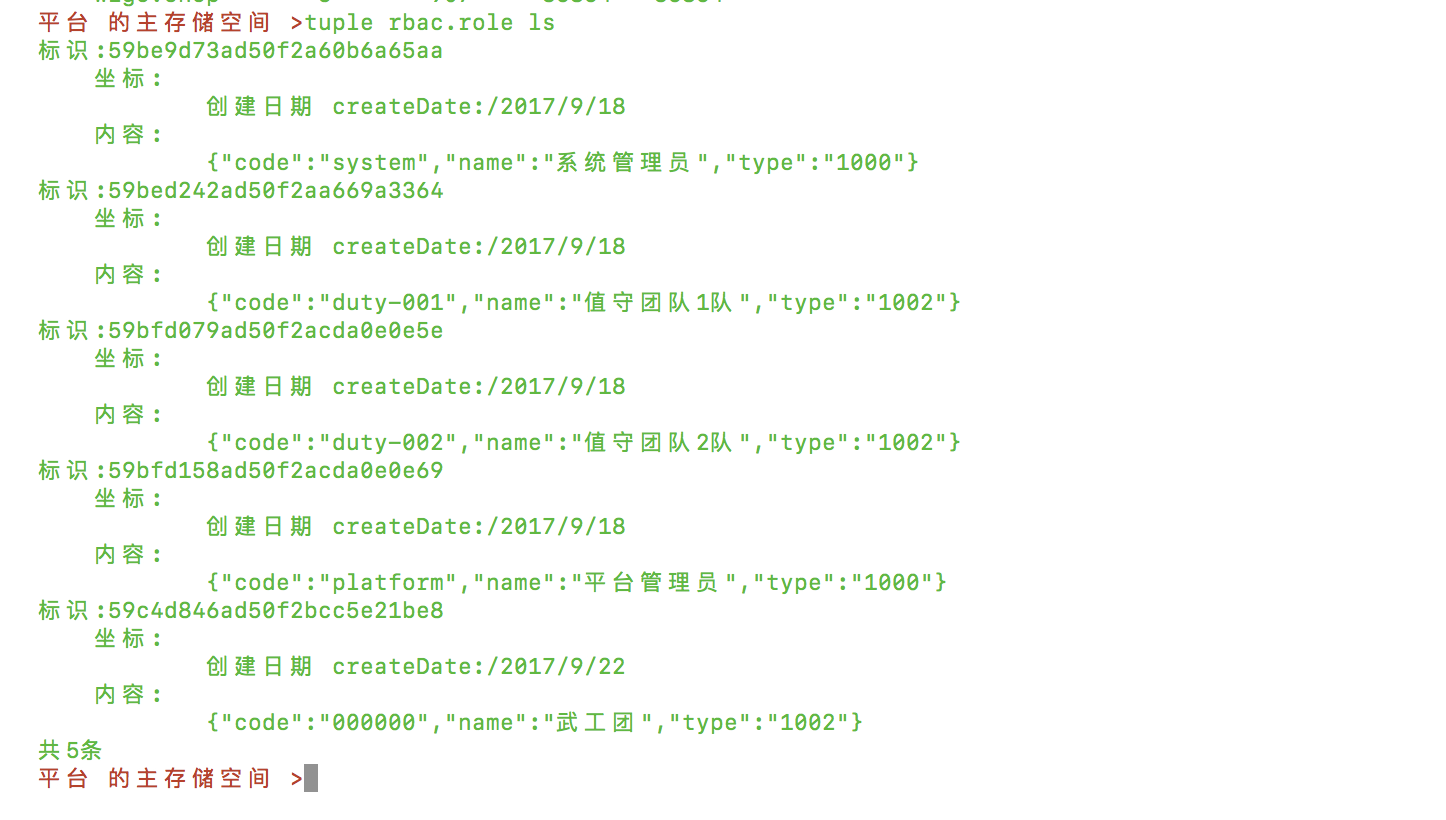 平台 的主存储空间 >tuple rbac.role ls
标识:59be9d73ad50f2a60b6a65aa
坐标:
创建日期 createDate:/2017/9/18
内容:
{"code":"system","name":"系统管理员","type":"1000"}
标识:59bed242ad50f2aa669a3364
坐标:
创建日期 createDate:/2017/9/18
内容:
{"code":"duty-001","name":"值守团队1队","type":"1002"}
标识:59bfd079ad50f2acda0e0e5e
坐标:
创建日期 createDate:/2017/9/18
内容:
{"code":"duty-002","name":"值守团队2队","type":"1002"}
标识:59bfd158ad50f2acda0e0e69
坐标:
创建日期 createDate:/2017/9/18
内容:
{"code":"platform","name":"平台管理员","type":"1000"}
标识:59c4d846ad50f2bcc5e21be8
坐标:
创建日期 createDate:/2017/9/22
内容:
{"code":"000000","name":"武工团","type":"1002"}
共5条
平台 的主存储空间 >